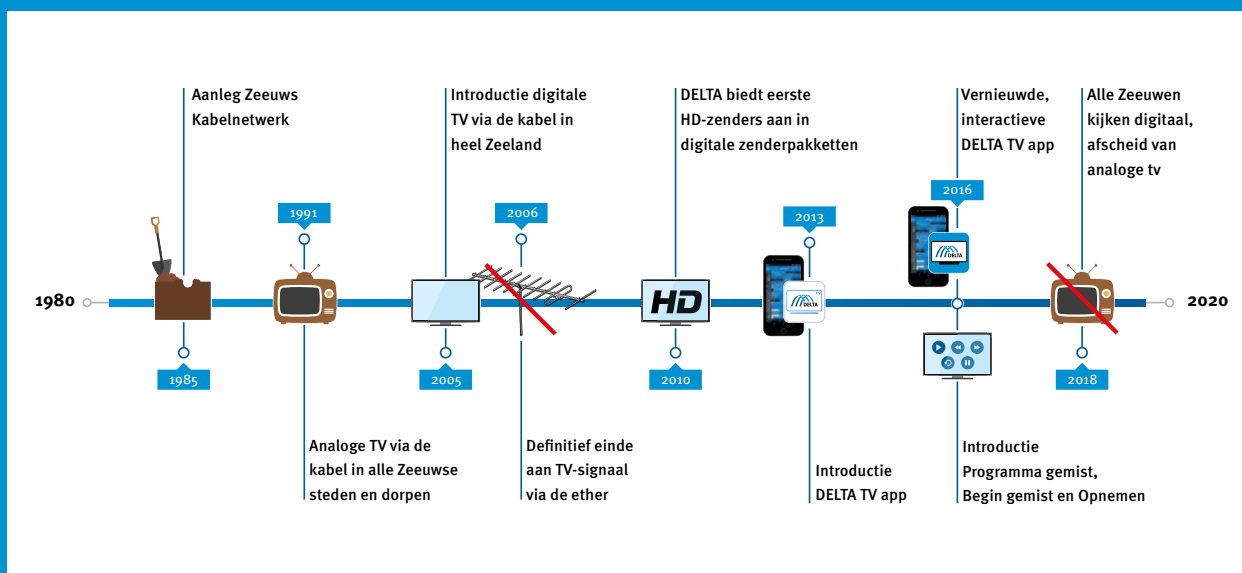 Aanleg Zeeuws
Kabelnetwerk
Introductie digitale
TV via de kabel in
heel Zeeland
DELTA biedt eerste
HD-zenders aan in
digitale zenderpakketten
Vernieuwde,
interactieve
DELTA TV app
Alle Zeeuwen
kijken digitaal,
afscheid van
analoge tv
1991
2006
2013
2016
1980
HD
TV
DELTA
DELTA
2020
1985
2005
2010
2018
Analoge TV via de
kabel in alle Zeeuwse
steden en dorpen
Definitief einde
aan TV-signaal
via de ether
Introductie
DELTA TV app
Introductie
Programma gemist,
Begin gemist en Opnemen